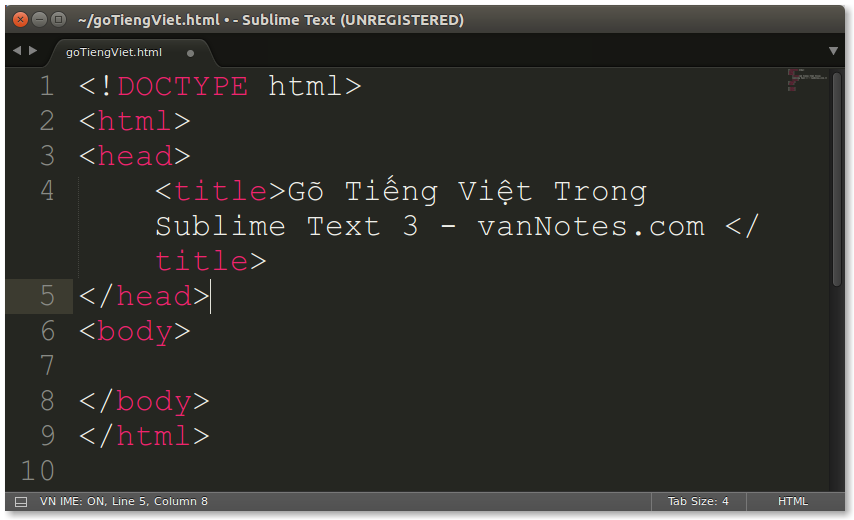 ~/goTiengViet.html • - Sublime Text (UNREGISTERED)
goTiengViet.html
1 <!DOCTYPE html>
2 <html>
3 <head>
4 <title>Gõ Tiếng Việt Trong
Sublime Text 3 - vanNotes.com </
title>
5 </head>
6 <body>
7
8 </body>
9 </html>
10
VN IME: ON, Line 5, Column 8 Tab Size: 4 HTML